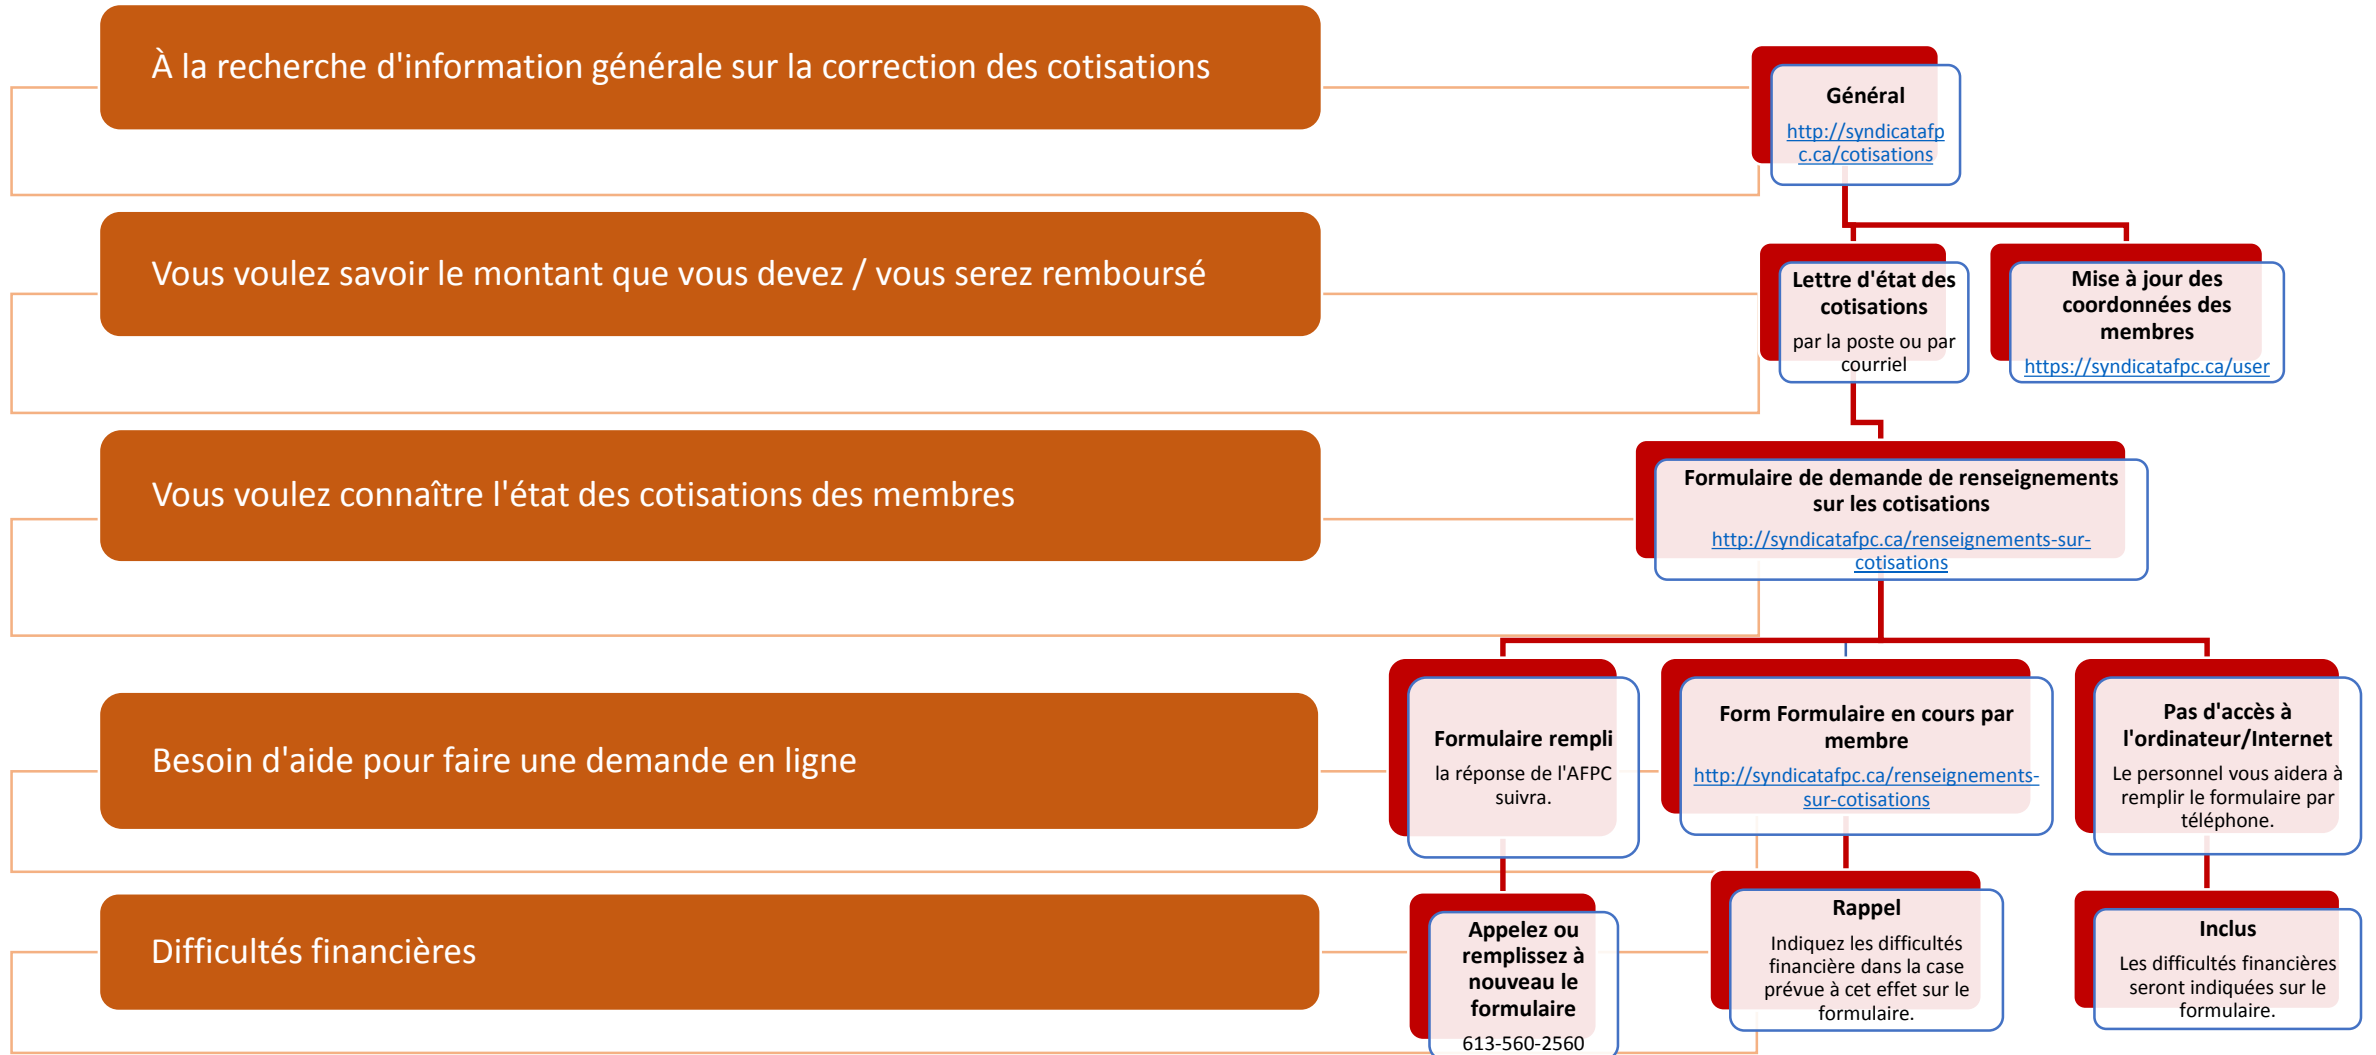 À la recherche d'information générale sur la correction des cotisations
Général
http://syndicatafp
c.ca/cotisations
Vous voulez savoir le montant que vous devez / vous serez remboursé
Lettre d'état des
cotisations
par la poste ou par
courriel
Mise à jour des
coordonnées des
membres
https://syndicatafpc.ca/user
Vous voulez connaître l'état des cotisations des membres
Formulaire de demande de renseignements
sur les cotisations
http://syndicatafpc.ca/renseignements-sur-
cotisations
Besoin d'aide pour faire une demande en ligne
Formulaire rempli
la réponse de l'AFPC
suivra.
Form Formulaire en cours par
membre
http://syndicatafpc.ca/renseignements-
sur-cotisations
Pas d'accès à
l'ordinateur/Internet
Le personnel vous aidera à
remplir le formulaire par
téléphone.
Difficultés financières
Appelez ou
remplissez à
nouveau le
formulaire
613-560-2560
Rappel
Indiquez les difficultés
financière dans la case
prévue à cet effet sur le
formulaire.
Inclus
Les difficultés financières
seront indiquées sur le
formulaire.